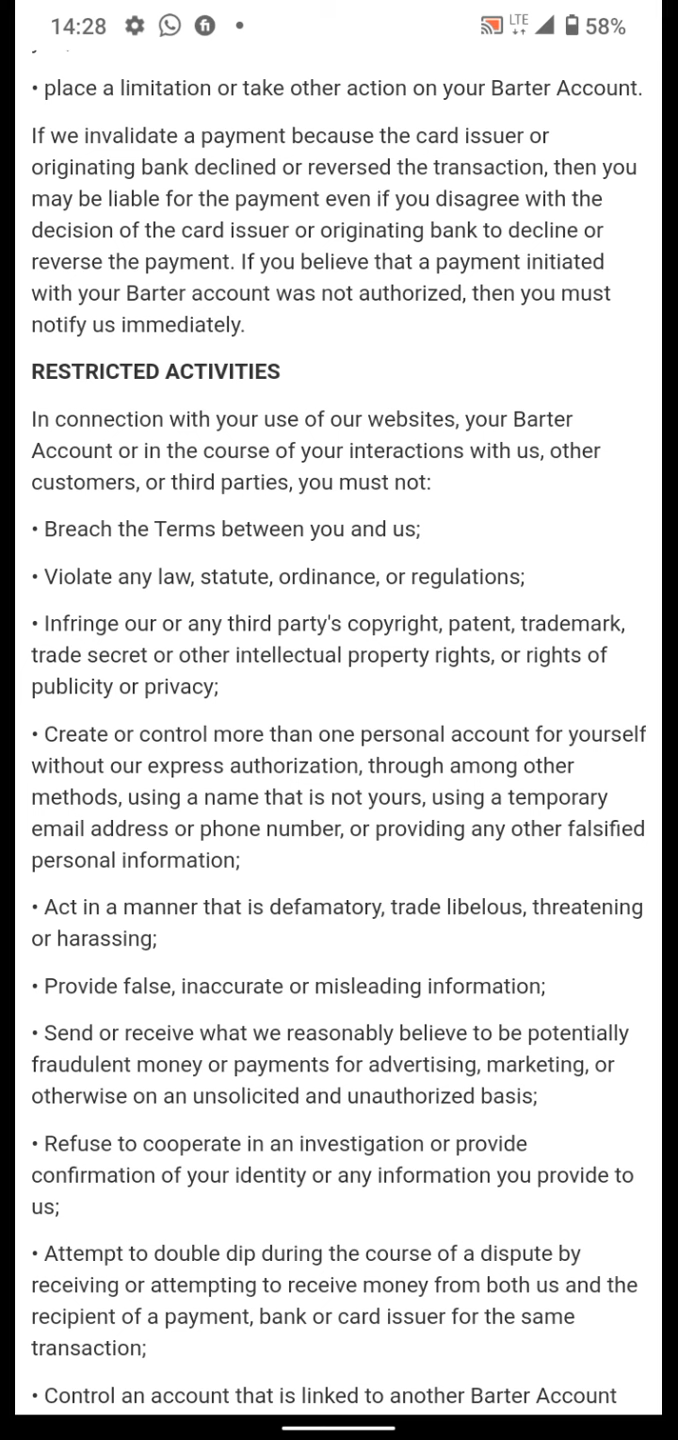 14:28
LTE
58%
• place a limitation or take other action on your Barter Account.
If we invalidate a payment because the card issuer or
originating bank declined or reversed the transaction, then you
may be liable for the payment even if you disagree with the
decision of the card issuer or originating bank to decline or
reverse the payment. If you believe that a payment initiated
with your Barter account was not authorized, then you must
notify us immediately.
RESTRICTED ACTIVITIES
In connection with your use of our websites, your Barter
Account or in the course of your interactions with us, other
customers, or third parties, you must not:
• Breach the Terms between you and us;
• Violate any law, statute, ordinance, or regulations;
• Infringe our or any third party's copyright, patent, trademark,
trade secret or other intellectual property rights, or rights of
publicity or privacy;
• Create or control more than one personal account for yourself
without our express authorization, through among other
methods, using a name that is not yours, using a temporary
email address or phone number, or providing any other falsified
personal information;
• Act in a manner that is defamatory, trade libelous, threatening
or harassing;
• Provide false, inaccurate or misleading information;
• Send or receive what we reasonably believe to be potentially
fraudulent money or payments for advertising, marketing, or
otherwise on an unsolicited and unauthorized basis;
• Refuse to cooperate in an investigation or provide
confirmation of your identity or any information you provide to
us;
• Attempt to double dip during the course of a dispute by
receiving or attempting to receive money from both us and the
recipient of a payment, bank or card issuer for the same
transaction;
• Control an account that is linked to another Barter Account